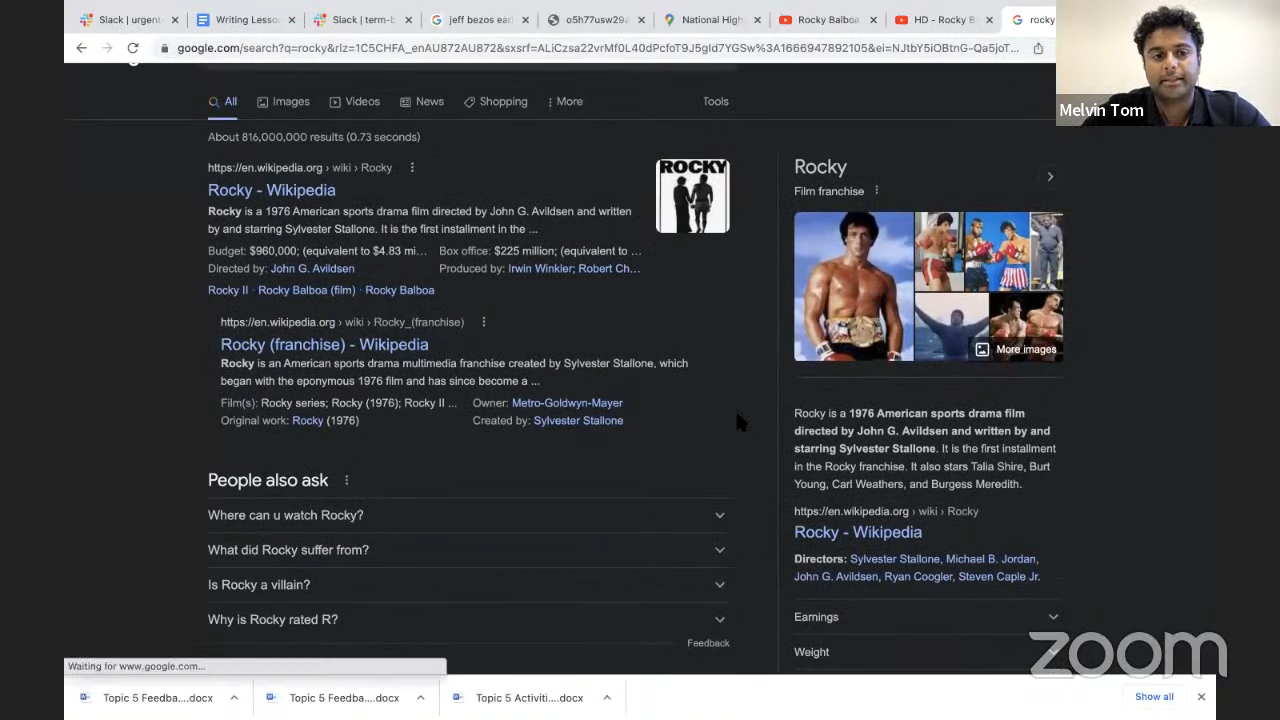 Slack | urgent-
Writing Lesso
Slack | term-b
jeff bezos ear
o5h77usw29a
National High
Rocky Balboa
HD - Rocky B
rocky
google.com/search?q=rocky&rlz=1C5CHFA_enAU872AU872&sxsrf=ALiCzsa22vrMf0L40dPcfoT9J5gId7YGSw%3A1666947892105&ei=NJtbY5iOBtnG-Qa5joT...
Melvin Tom
All
Images
Videos
News
Shopping
More
Tools
About 816,000,000 results (0.73 seconds)
https://en.wikipedia.org › wiki › Rocky
Rocky - Wikipedia
Rocky is a 1976 American sports drama film directed by John G. Avildsen and written
by and starring Sylvester Stallone. It is the first installment in the ...
Budget: $960,000; (equivalent to $4.83 mi... Box office: $225 million; (equivalent to ...
Directed by: John G. Avildsen Produced by: Irwin Winkler; Robert Ch...
Rocky II · Rocky Balboa (film) · Rocky Balboa
ROCKY
https://en.wikipedia.org › wiki › Rocky_(franchise)
Rocky (franchise) - Wikipedia
Rocky is an American sports drama multimedia franchise created by Sylvester Stallone, which
began with the eponymous 1976 film and has since become a ...
Film(s): Rocky series; Rocky (1976); Rocky II ... Owner: Metro-Goldwyn-Mayer
Original work: Rocky (1976) Created by: Sylvester Stallone
People also ask
Where can u watch Rocky?
What did Rocky suffer from?
Is Rocky a villain?
Why is Rocky rated R?
Feedback
Rocky
Film franchise
More images
Rocky is a 1976 American sports drama film
directed by John G. Avildsen and written by and
starring Sylvester Stallone. It is the first installment
in the Rocky franchise. It also stars Talia Shire, Burt
Young, Carl Weathers, and Burgess Meredith.
https://en.wikipedia.org › wiki › Rocky
Rocky - Wikipedia
Directors: Sylvester Stallone, Michael B. Jordan,
John G. Avildsen, Ryan Coogler, Steven Caple Jr.
Earnings
Weight
zoom
Waiting for www.google.com...
Topic 5 Feedba....docx
Topic 5 Feedba....docx
Topic 5 Activiti....docx
Show all